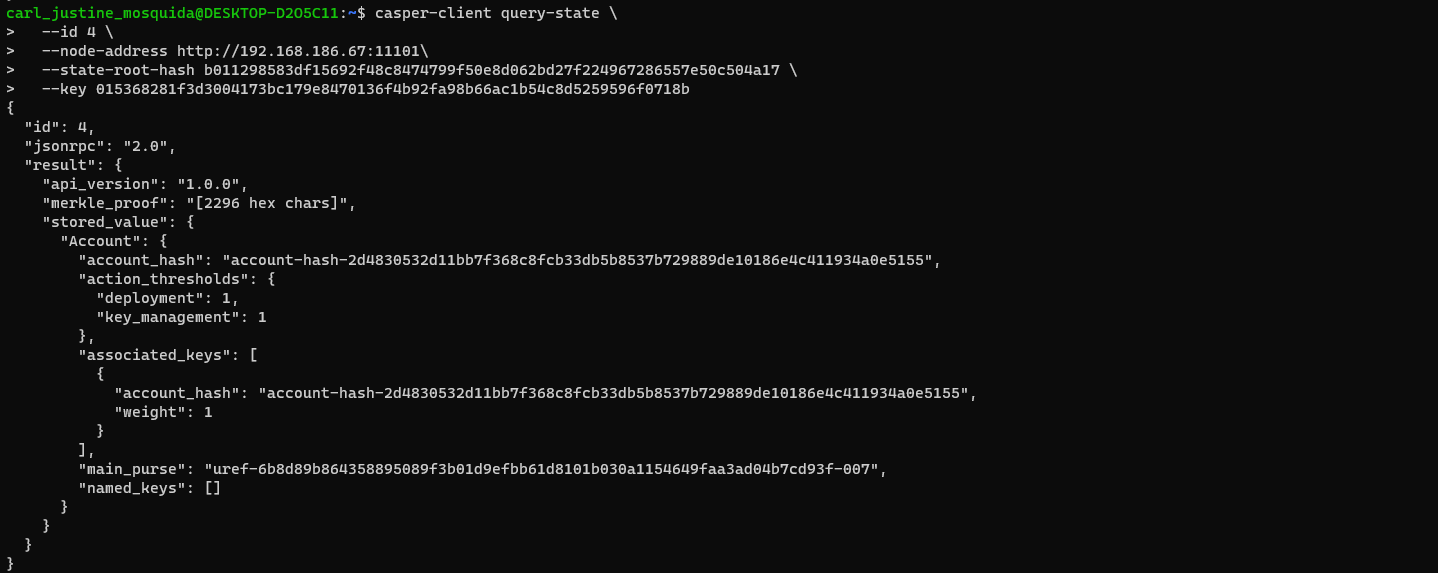 carl_justine_mosquida@DESKTOP-D2O5C11:~$ casper-client query-state \
>   --id 4 \
>   --node-address http://192.168.186.67:11101\
>   --state-root-hash b011298583df15692f48c8474799f50e8d062bd27f224967286557e50c504a17 \
>   --key 015368281f3d3004173bc179e8470136f4b92fa98b66ac1b54c8d5259596f0718b
{
  "id": 4,
  "jsonrpc": "2.0",
  "result": {
    "api_version": "1.0.0",
    "merkle_proof": "[2296 hex chars]",
    "stored_value": {
      "Account": {
        "account_hash": "account-hash-2d4830532d11bb7f368c8fcb33db5b8537b729889de10186e4c411934a0e5155",
        "action_thresholds": {
          "deployment": 1,
          "key_management": 1
        },
        "associated_keys": [
          {
            "account_hash": "account-hash-2d4830532d11bb7f368c8fcb33db5b8537b729889de10186e4c411934a0e5155",
            "weight": 1
          }
        ],
        "main_purse": "uref-6b8d89b864358895089f3b01d9efbb61d8101b030a1154649faa3ad04b7cd93f-007",
        "named_keys": []
      }
    }
  }
}